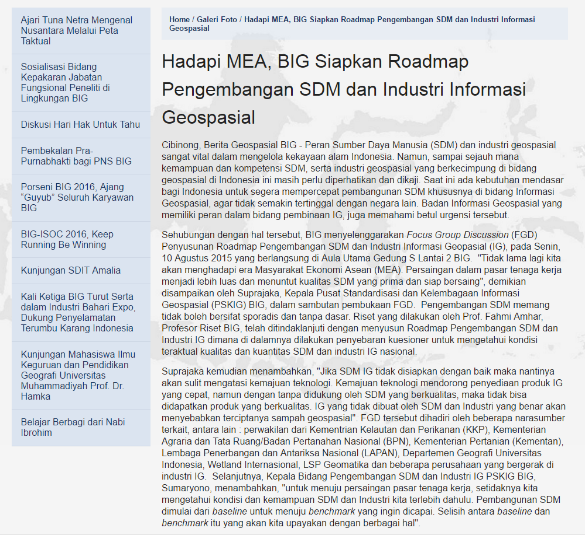 Ajari Tuna Netra Mengenal
Nusantara Melalui Peta
Taktual
Sosialisasi Bidang
Kepakaran Jabatan
Fungsional Peneliti di
Lingkungan BIG
Diskusi Hari Hak Untuk Tahu
Pembekalan Pra-
Purnabhakti bagi PNS BIG
Porseni BIG 2016, Ajang
"Guyub" Seluruh Karyawan
BIG
BIG-ISOC 2016, Keep
Running Be Winning
Kunjungan SDIT Amalia
Kali Ketiga BIG Turut Serta
dalam Industri Bahari Expo,
Dukung Penyelamatan
Terumbu Karang Indonesia
Kunjungan Mahasiswa Ilmu
Keguruan dan Pendidikan
Geografi Universitas
Muhammadiyah Prof. Dr.
Hamka
Belajar Berbagi dari Nabi
Ibrohim
Home / Galeri Foto / Hadapi MEA, BIG Siapkan Roadmap Pengembangan SDM dan Industri Informasi
Geospasial
Hadapi MEA, BIG Siapkan Roadmap
Pengembangan SDM dan Industri Informasi
Geospasial
Cibinong, Berita Geospasial BIG - Peran Sumber Daya Manusia (SDM) dan industri geospasial
sangat vital dalam mengelola kekayaan alam Indonesia. Namun, sampai sejauh mana
kemampuan dan kompetensi SDM, serta industri geospasial yang berkecimpung di bidang
geospasial di Indonesia ini masih perlu diperhatikan dan dikaji. Saat ini ada kebutuhan mendasar
bagi Indonesia untuk segera mempercepat pembangunan SDM khususnya di bidang Informasi
Geospasial, agar tidak semakin tertinggal dengan negara lain. Badan Informasi Geospasial yang
memiliki peran dalam bidang pembinaan IG, juga memahami betul urgensi tersebut.
Sehubungan dengan hal tersebut, BIG menyelenggarakan Focus Group Discussion (FGD)
Penyusunan Roadmap Pengembangan SDM dan Industri Informasi Geopasial (IG), pada Senin,
10 Agustus 2015 yang berlangsung di Aula Utama Gedung S Lantai 2 BIG. "Tidak lama lagi kita
akan menghadapi era Masyarakat Ekonomi Asean (MEA). Persaingan dalam pasar tenaga kerja
menjadi lebih luas dan menuntut kualitas SDM yang prima dan siap bersaing", demikian
disampaikan oleh Suprajaka, Kepala Pusat Standardisasi dan Kelembagaan Informasi
Geospasial (PSKIG) BIG, dalam sambutan pembukaan FGD. Pengembangan SDM memang
tidak boleh bersifat sporadis dan tanpa dasar. Riset yang dilakukan oleh Prof. Fahmi Amhar,
Profesor Riset BIG, telah ditindaklanjuti dengan menyusun Roadmap Pengembangan SDM dan
Industri IG dimana di dalamnya dilakukan penyebaran kuesioner untuk mengetahui kondisi
teraktual kualitas dan kuantitas SDM dan industri IG nasional.
Suprajaka kemudian menambahkan, "Jika SDM IG tidak disiapkan dengan baik maka nantinya
akan sulit mengatasi kemajuan teknologi. Kemajuan teknologi mendorong penyediaan produk IG
yang cepat, namun dengan tanpa didukung oleh SDM yang berkualitas, maka tidak bisa
didapatkan produk yang berkualitas. IG yang tidak dibuat oleh SDM dan Industri yang benar akan
menyebabkan terciptanya sampah geospasial". FGD tersebut dihadiri oleh beberapa narasumber
terkait, antara lain : perwakilan dari Kementrian Kelautan dan Perikanan (KKP), Kementerian
Agraria dan Tata Ruang/Badan Pertanahan Nasional (BPN), Kementerian Pertanian (Kementan),
Lembaga Penerbangan dan Antariksa Nasional (LAPAN), Departemen Geografi Universitas
Indonesia, Wetland Internasional, LSP Geomatika dan beberapa perusahaan yang bergerak di
industri IG. Selanjutnya, Kepala Bidang Pengembangan SDM dan Industri IG PSKIG BIG,
Sumaryono, menambahkan, "untuk menuju persaingan pasar tenaga kerja, setidaknya kita
mengetahui kondisi dan kemampuan SDM dan Industri kita terlebih dahulu. Pembangunan SDM
dimulai dari baseline untuk menuju benchmark yang ingin dicapai. Selisih antara baseline dan
benchmark itu yang akan kita upayakan dengan berbagai hal".